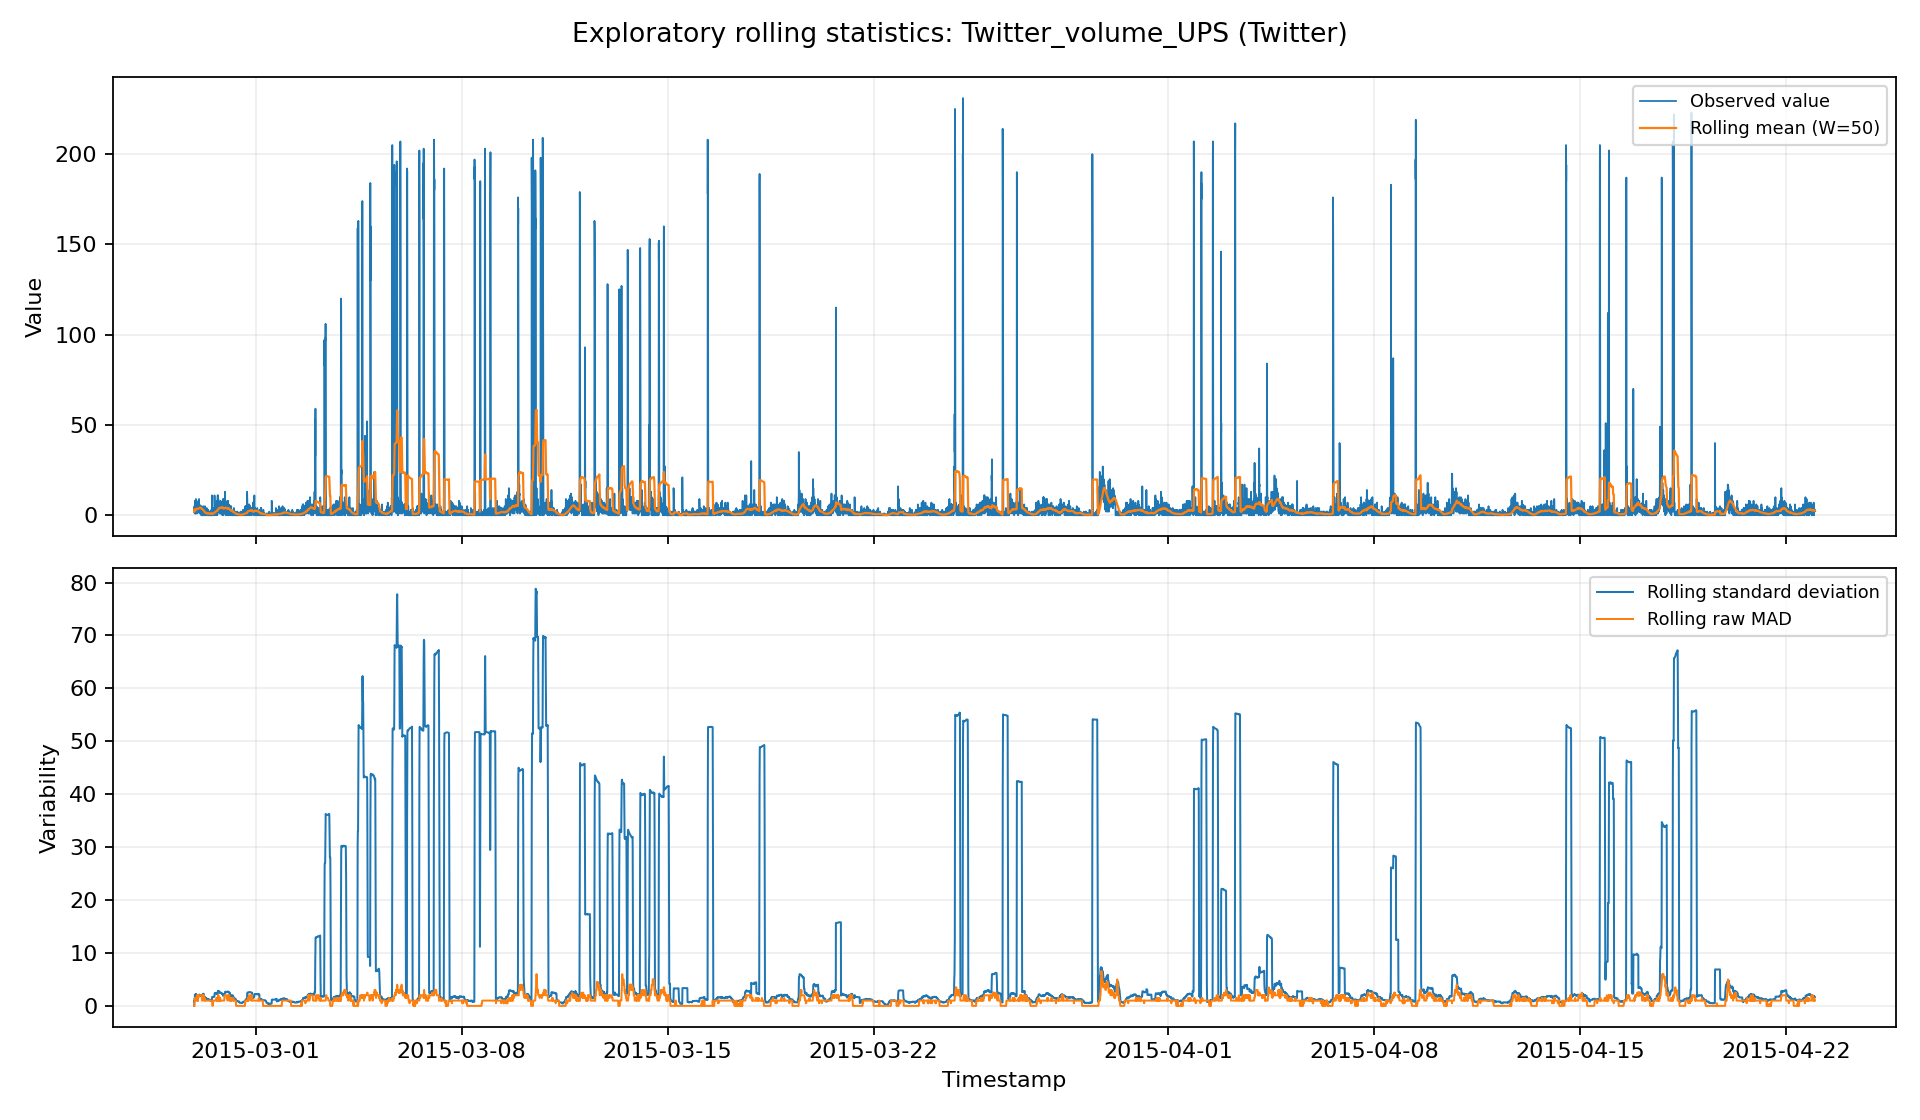 Exploratory rolling statistics: Twitter_volume_UPS (Twitter)
Value
200
150
100
50
0
Observed value
Rolling mean (W=50)
Variability
80
70
60
50
40
30
20
10
0
Rolling standard deviation
Rolling raw MAD
2015-03-01 2015-03-08 2015-03-15 2015-03-22 2015-04-01 2015-04-08 2015-04-15 2015-04-22
Timestamp